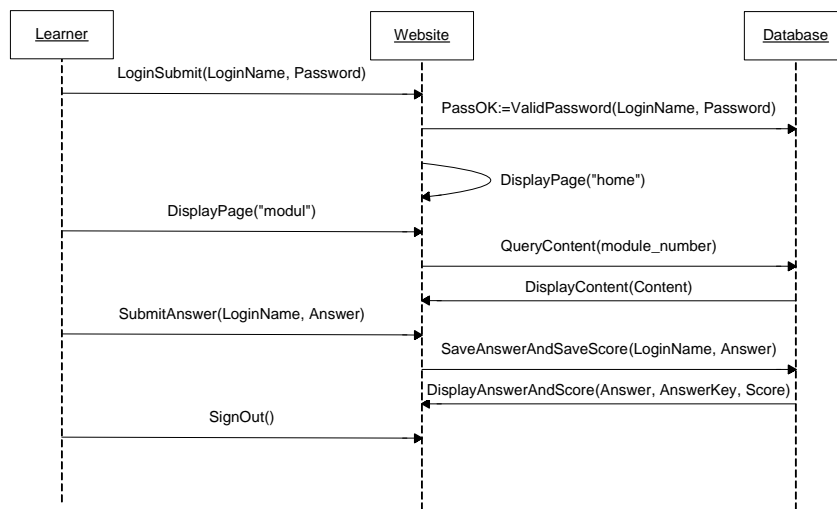 Learner
Website
Database
LoginSubmit(LoginName, Password)
PassOK:=ValidPassword(LoginName, Password)
DisplayPage("home")
DisplayPage("modul")
QueryContent(module_number)
DisplayContent(Content)
SubmitAnswer(LoginName, Answer)
SaveAnswerAndSaveScore(LoginName, Answer)
DisplayAnswerAndScore(Answer, AnswerKey, Score)
SignOut()